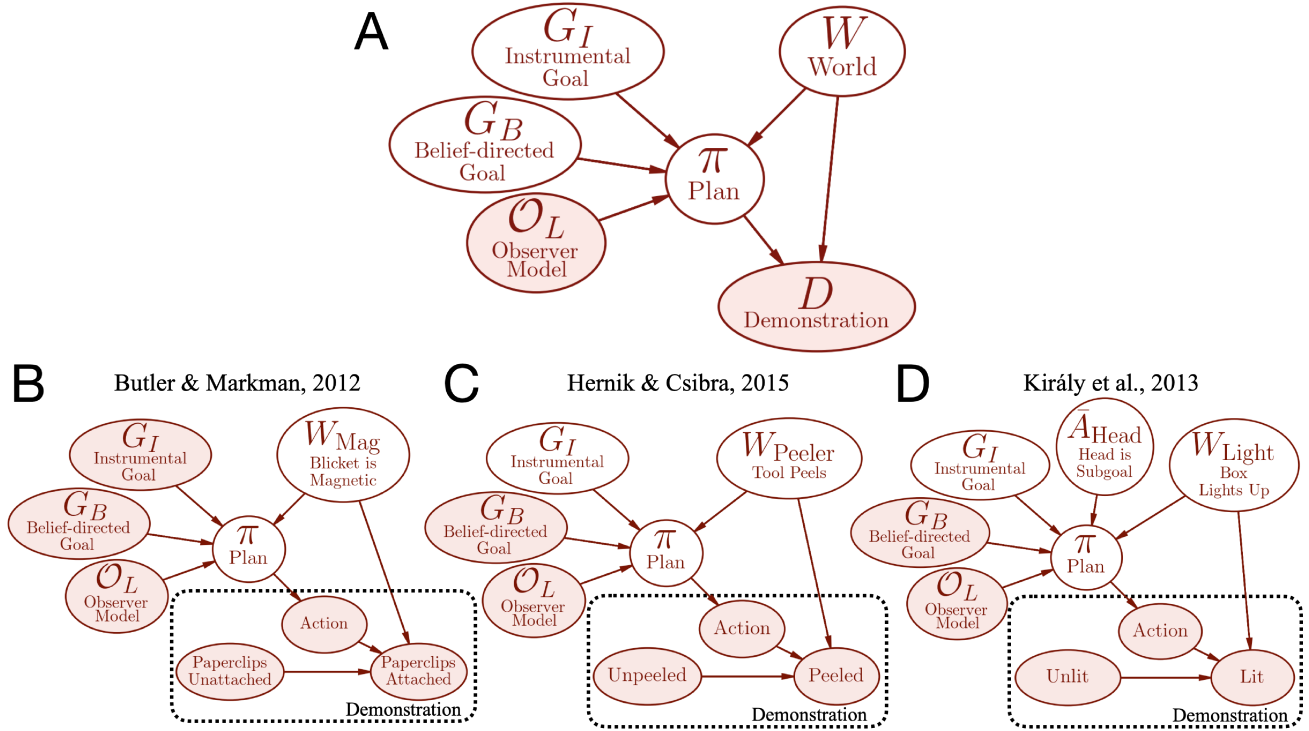 A
G_I
Instrumental
Goal
W
World
G_B
Belief-directed
Goal
π
Plan
O_L
Observer
Model
D
Demonstration
B
Butler & Markman, 2012
G_I
Instrumental
Goal
W_Mag
Blicket is
Magnetic
G_B
Belief-directed
Goal
π
Plan
O_L
Observer
Model
Action
Paperclips
Unattached
Paperclips
Attached
Demonstration
C
Hernik & Csibra, 2015
G_I
Instrumental
Goal
W_Peeler
Tool Peels
G_B
Belief-directed
Goal
π
Plan
O_L
Observer
Model
Action
Unpeeled
Peeled
Demonstration
D
Király et al., 2013
G_I
Instrumental
Goal
Ā_Head
Head is
Subgoal
W_Light
Box
Lights Up
G_B
Belief-directed
Goal
π
Plan
O_L
Observer
Model
Action
Unlit
Lit
Demonstration